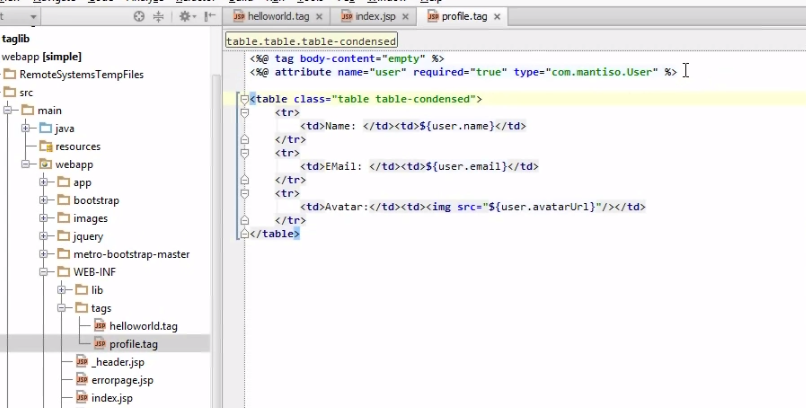 helloworld.tag
index.jsp
profile.tag
taglib
table.table.table-condensed
webapp [simple]
RemoteSystemsTempFiles
src
main
java
resources
webapp
app
bootstrap
images
jquery
metro-bootstrap-master
WEB-INF
lib
tags
helloworld.tag
profile.tag
_header.jsp
errorpage.jsp
index.jsp
<%@ tag body-content="empty" %>
<%@ attribute name="user" required="true" type="com.mantiso.User" %>
<table class="table table-condensed">
<tr>
<td>Name: </td><td>${user.name}</td>
</tr>
<tr>
<td>EMail: </td><td>${user.email}</td>
</tr>
<tr>
<td>Avatar:</td><td><img src="${user.avatarUrl}"/></td>
</tr>
</table>